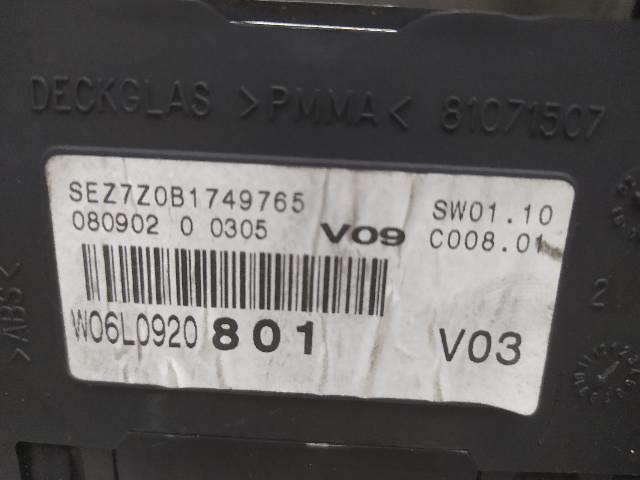 DECKGLAS >PMMA< 81071507
SEZ7Z0B1749765 SW01.10
080902 0 0305 V09 C008.01
W06L0920 801 V03
>ABS<
2